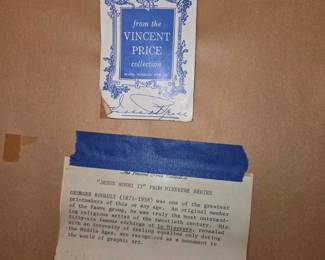 from the
VINCENT
PRICE
collection
"JESUS HONNI II" FROM MISERERE SERIES
GEORGES ROUAULT (1871-1958) was one of the greatest
printmakers of this or any age. An original member
of the Fauve group, he was truly the most outstand-
ing religious artist of the twentieth century. His
fifty-six famous etchings of Le Miserere, revealed
with an intensity of feeling equalled only during
the Middle Ages, are recognized as a monument in
the world of graphic art.